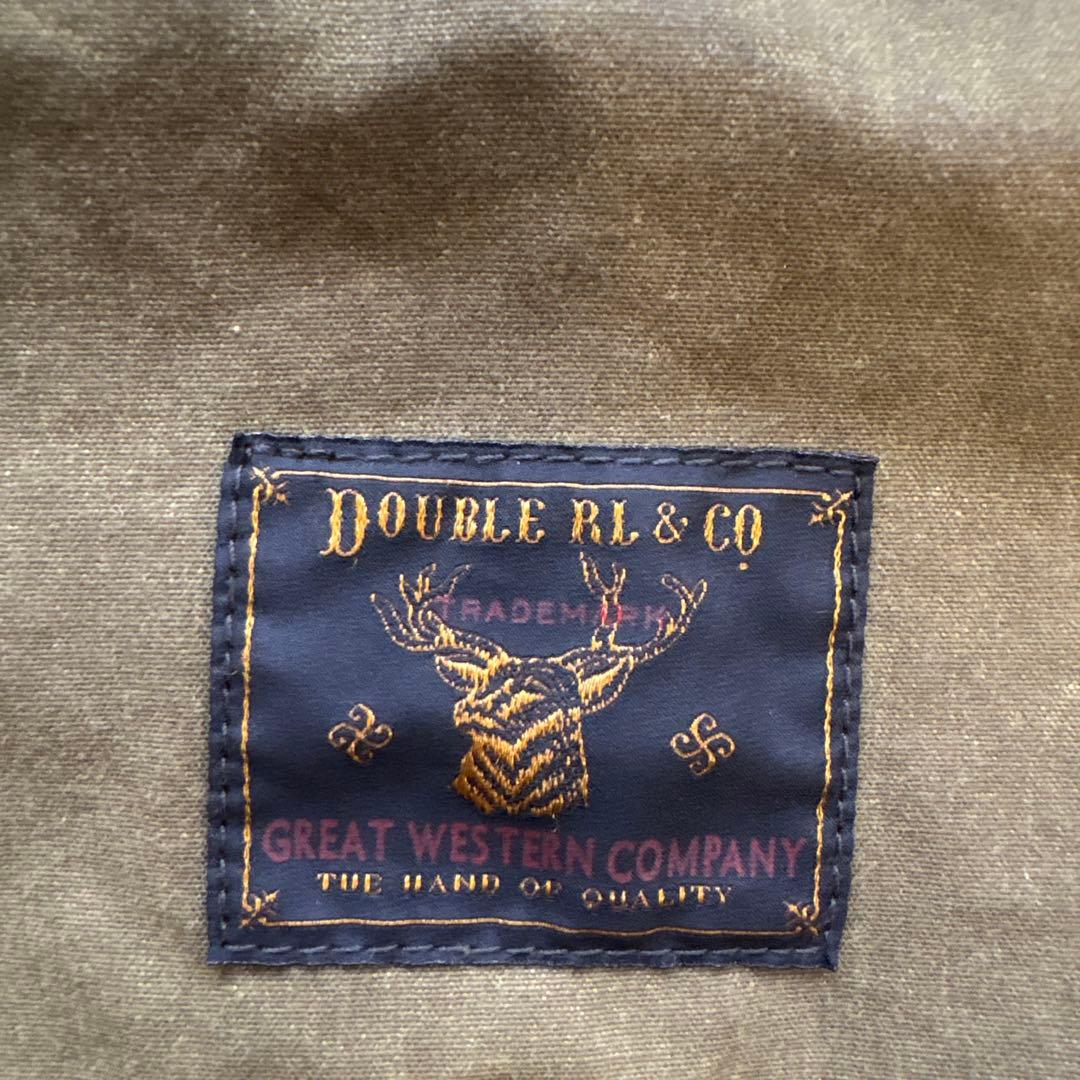 DOUBLE RL & CO.
TRADEMARK
GREAT WESTERN COMPANY
THE HAND OF QUALITY